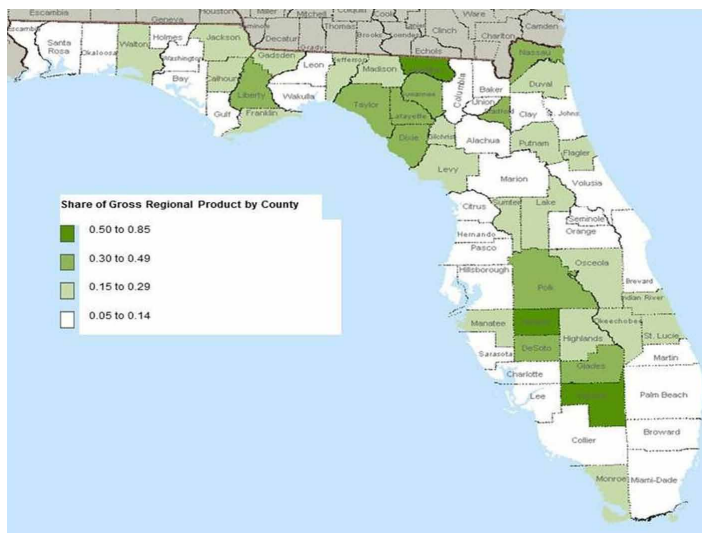 Houston
Miller
Mitchell
Ware
Escambia
Geneva
Seminole
Decatur
Thomas
Brooks
Lowndes
Clinch
Camden
Charlton
Grady
Echols
Escambia
Santa
Rosa
Okaloosa
Walton
Holmes
Washington
Bay
Jackson
Calhoun
Gulf
Gadsden
Liberty
Franklin
Leon
Wakulla
Jefferson
Madison
Taylor
Suwannee
Lafayette
Dixie
Columbia
Gilchrist
Baker
Union
Bradford
Nassau
Duval
Clay
St. Johns
Alachua
Putnam
Flagler
Levy
Marion
Volusia
Citrus
Sumter
Lake
Seminole
Orange
Hernando
Pasco
Hillsborough
Polk
Osceola
Brevard
Indian River
Manatee
Okeechobee
Highlands
St. Lucie
Sarasota
DeSoto
Glades
Martin
Charlotte
Lee
Palm Beach
Collier
Broward
Monroe
Miami-Dade
Share of Gross Regional Product by County
0.50 to 0.85
0.30 to 0.49
0.15 to 0.29
0.05 to 0.14